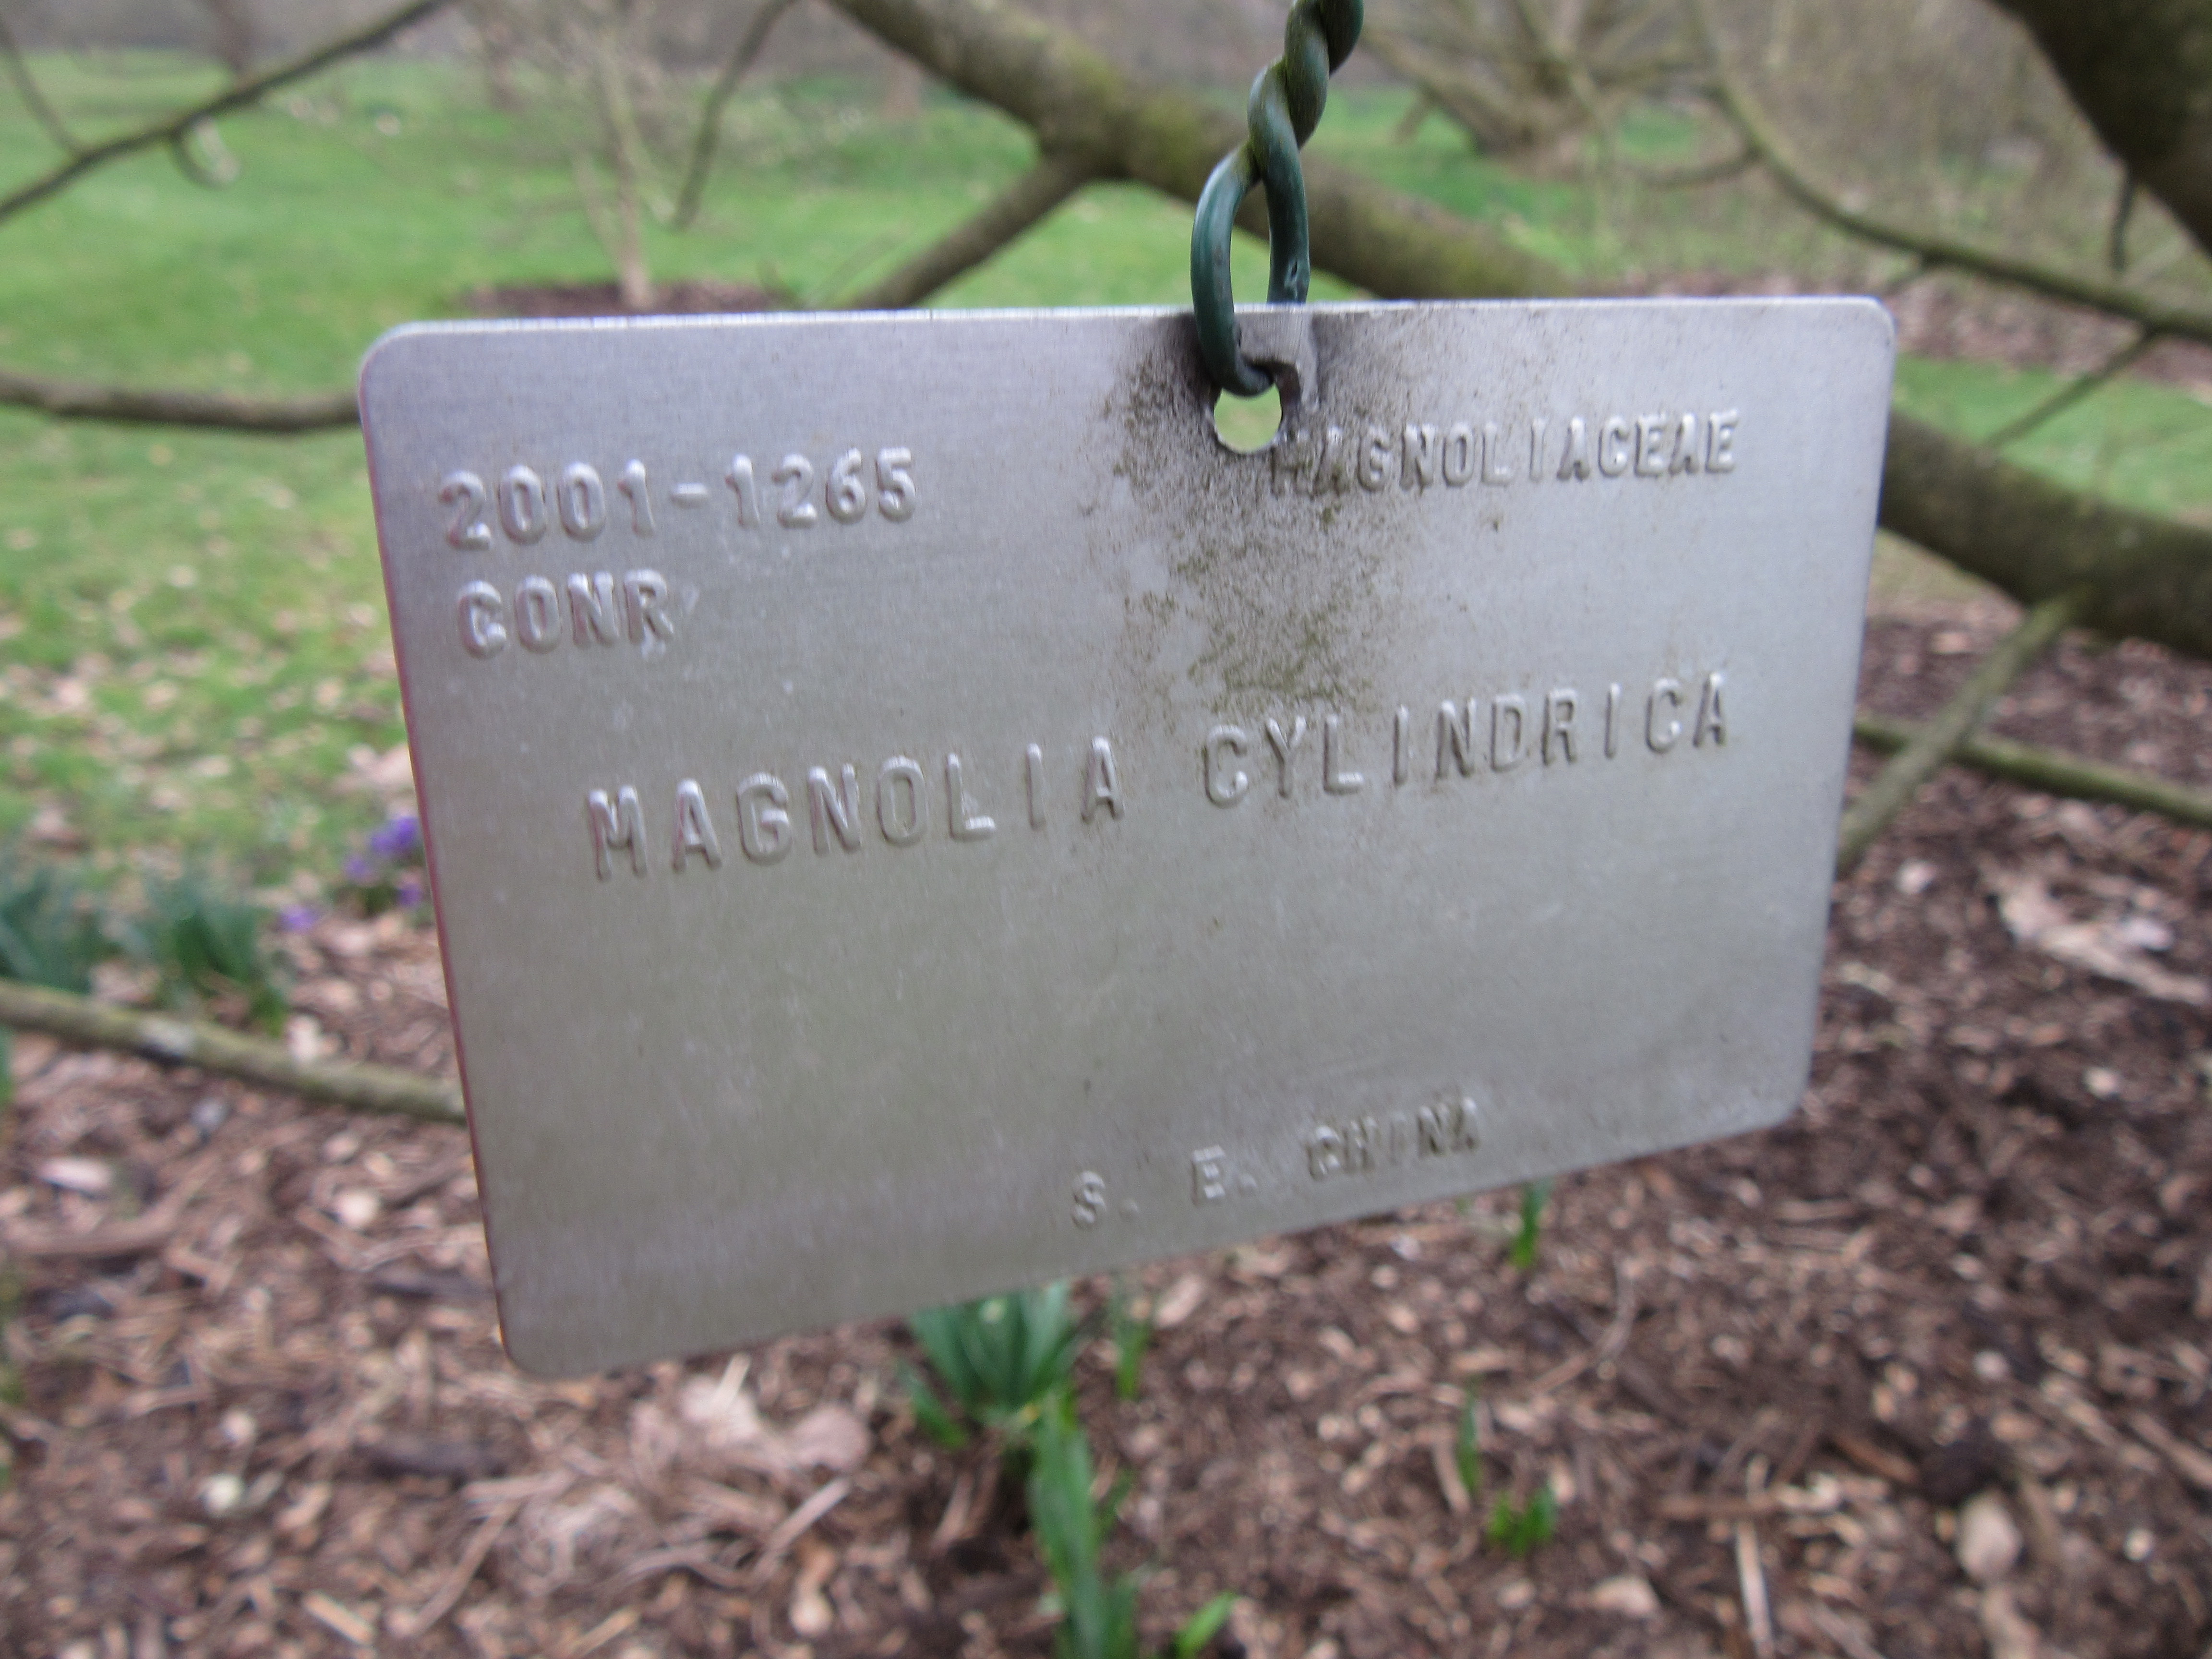 2001-1265 MAGNOLIACEAE
CONR
MAGNOLIA CYLINDRICA
S. E. CHINA